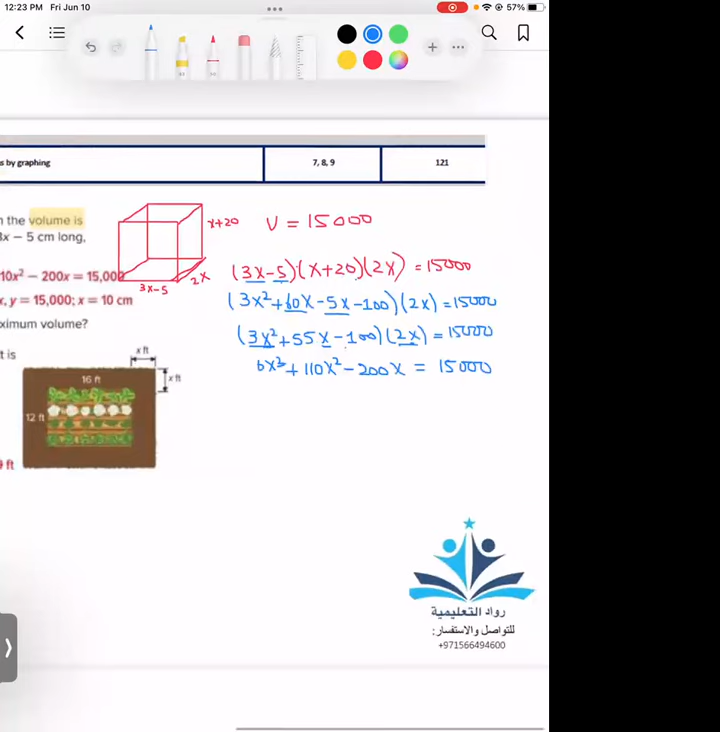 12:23 PM Fri Jun 10
57%
s by graphing
7, 8, 9
121
n the volume is
3x – 5 cm long,
10x² – 200x = 15,000
x, y = 15,000; x = 10 cm
ximum volume?
t is
x ft
x ft
16 ft
12 ft
ft
x+20
2x
3x-5
V = 15000
(3x-5)(x+20)(2x) = 15000
(3x²+60x-5x-100)(2x)=15000
(3x²+55x-100)(2x)=15000
6x³+110x²-200x = 15000
رواد التعليمية
للتواصل والاستفسار:
+971566494600